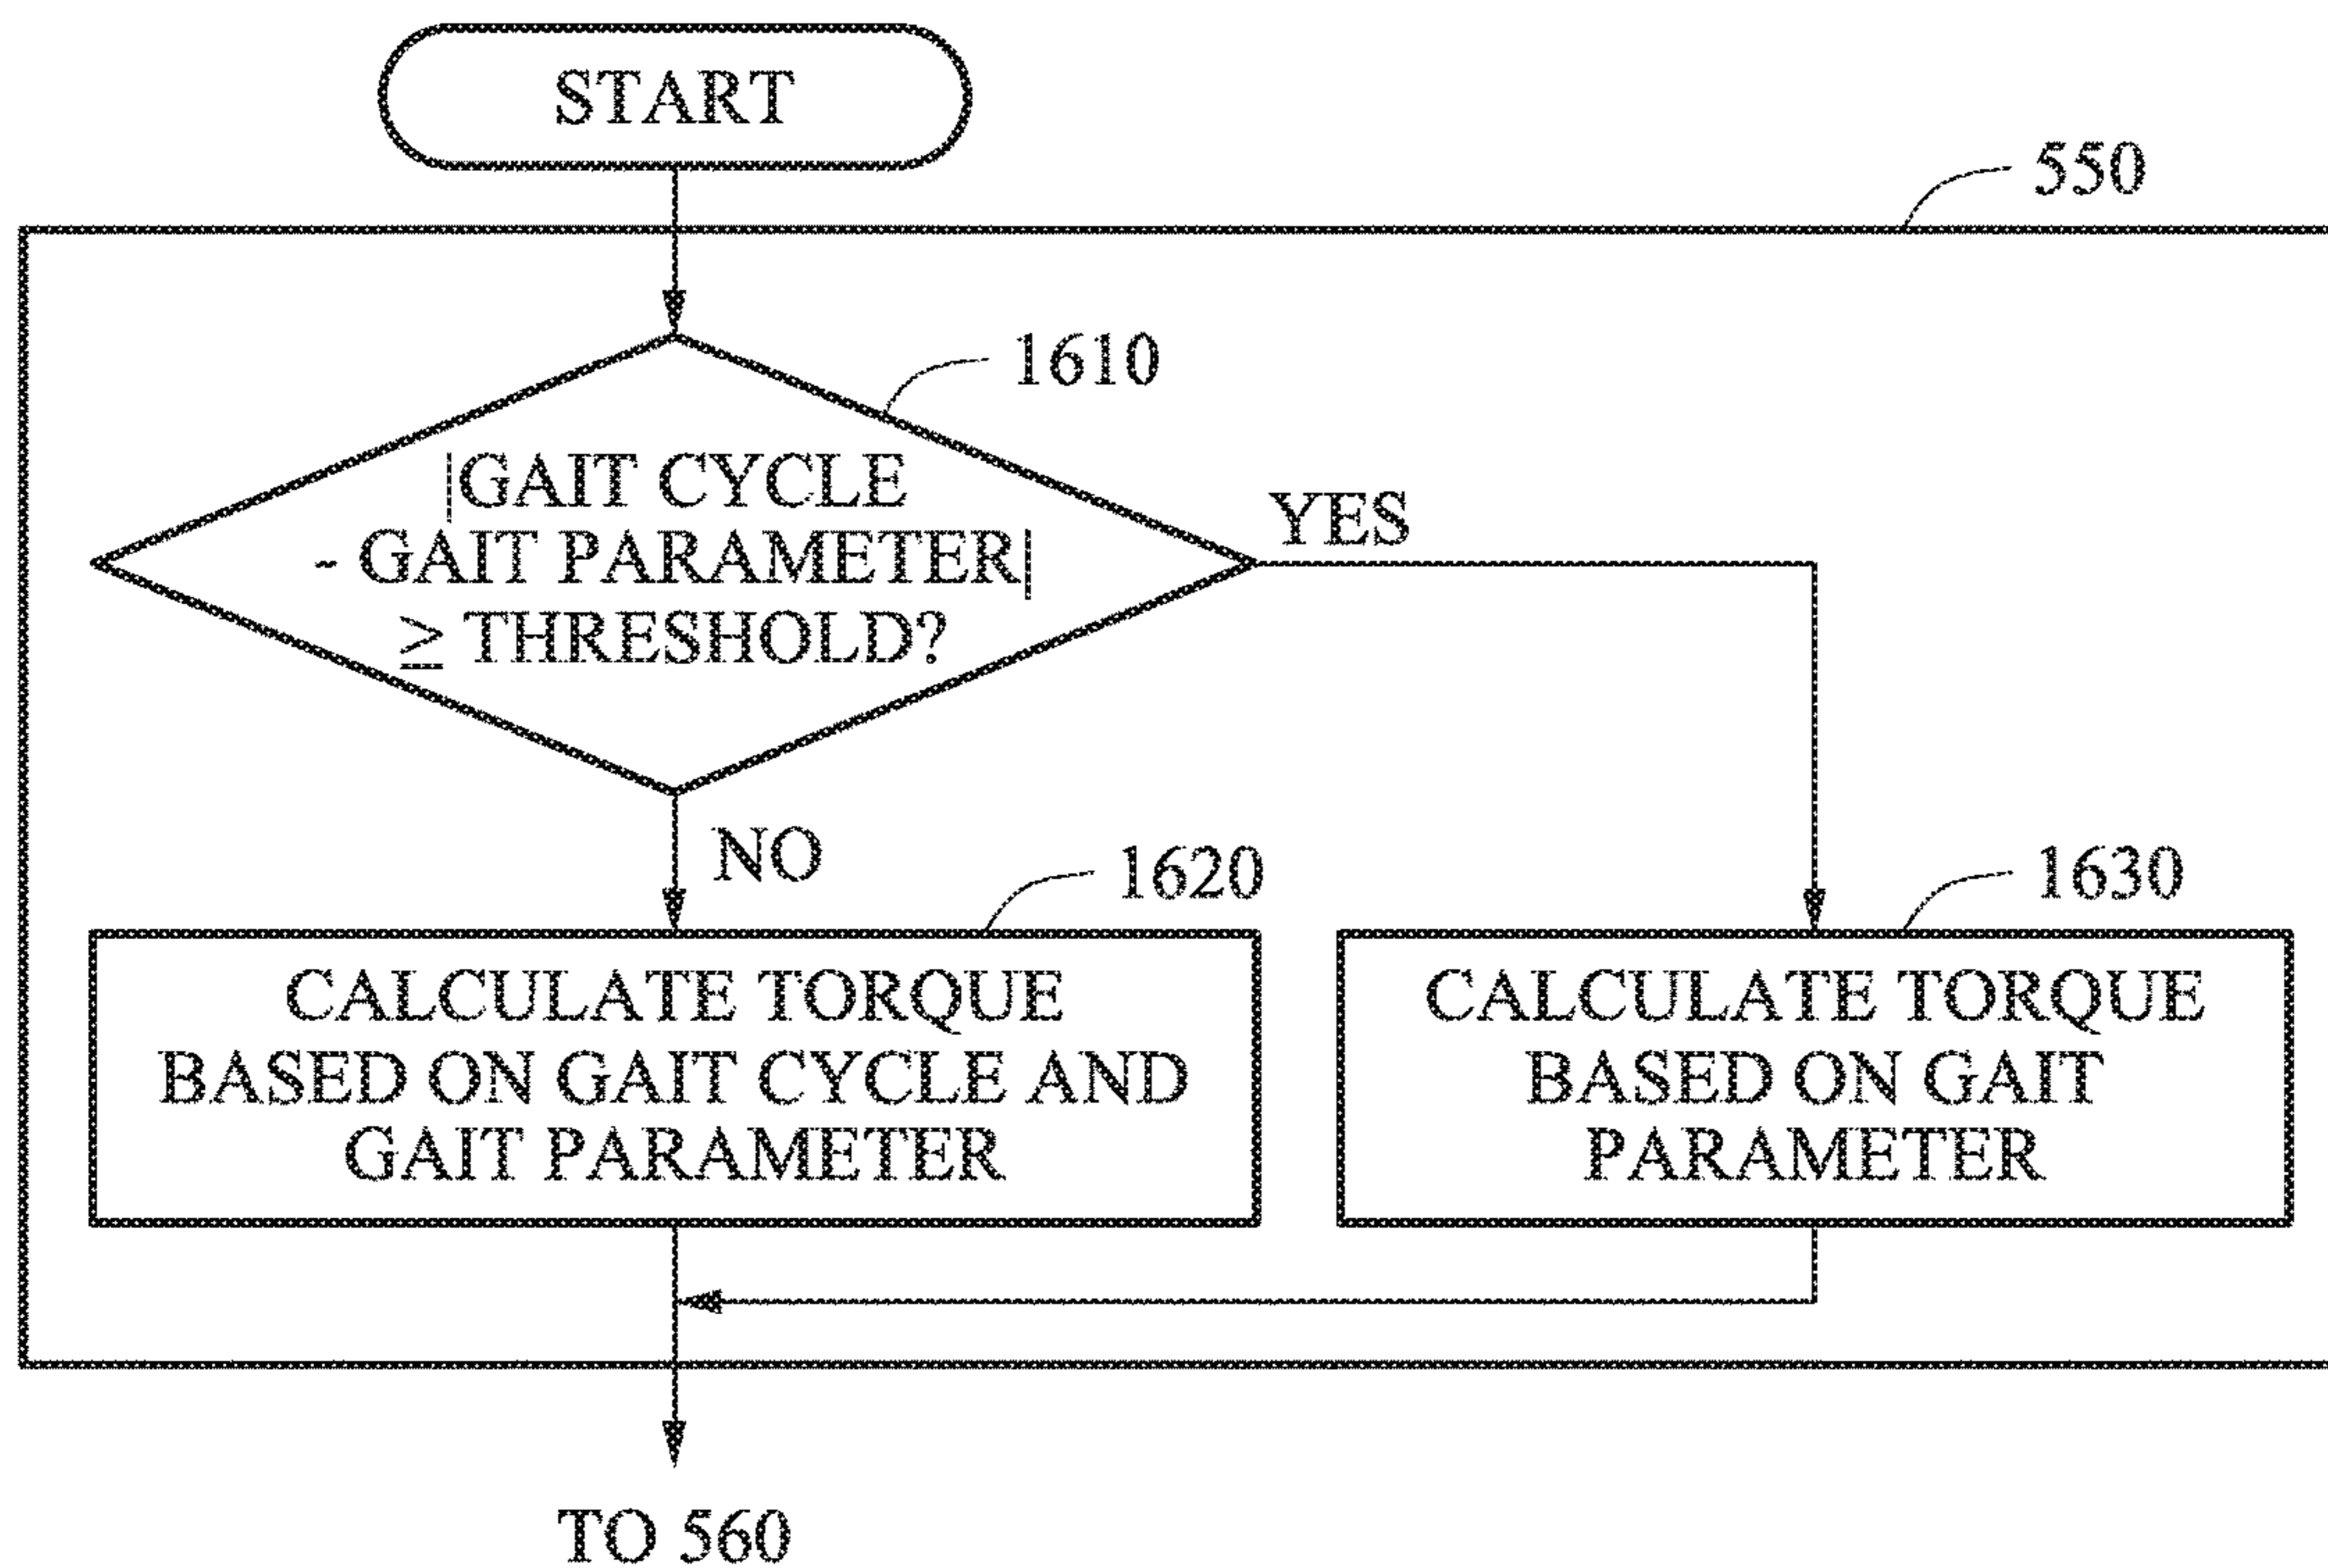 START
550
1610
|GAIT CYCLE
- GAIT PARAMETER|
≥ THRESHOLD?
YES
NO
1620
1630
CALCULATE TORQUE
BASED ON GAIT CYCLE AND
GAIT PARAMETER
CALCULATE TORQUE
BASED ON GAIT
PARAMETER
TO 560